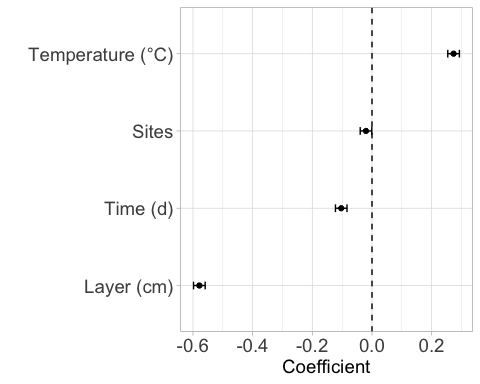 Temperature (°C)
Sites
Time (d)
Layer (cm)
-0.6 -0.4 -0.2 0.0 0.2
Coefficient